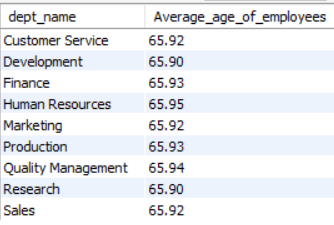 dept_name Average_age_of_employees
Customer Service 65.92
Development 65.90
Finance 65.93
Human Resources 65.95
Marketing 65.92
Production 65.93
Quality Management 65.94
Research 65.90
Sales 65.92